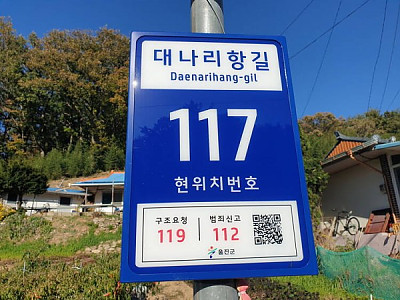 대나리항길
Daenarihang-gil
117
현위치번호
구조요청 범죄신고
119 112
울진군